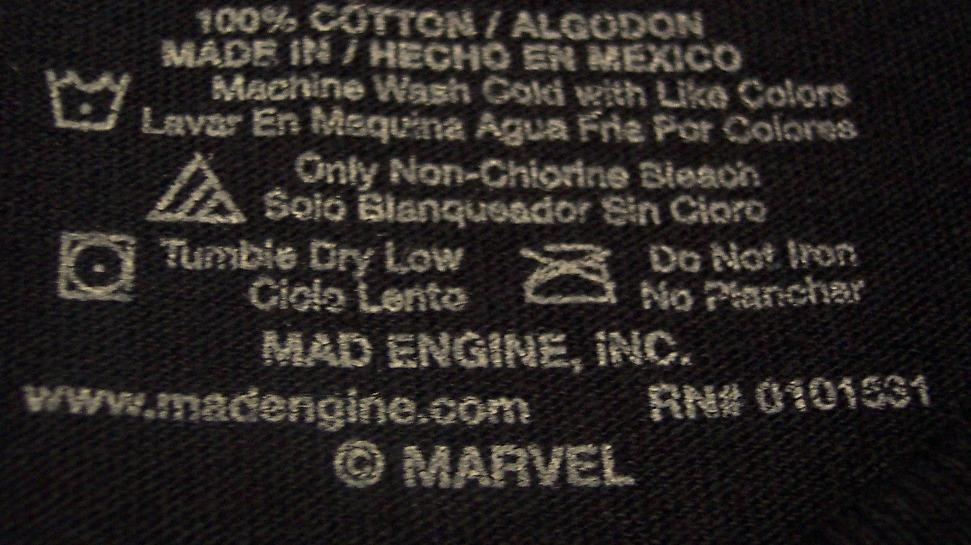 100% COTTON / ALGODON
MADE IN / HECHO EN MEXICO
Machine Wash Cold with Like Colors
Lavar En Maquina Agua Fria Por Colores
Only Non-Chlorine Bleach
Solo Blanqueador Sin Cloro
Tumble Dry Low
Ciclo Lento
Do Not Iron
No Planchar
MAD ENGINE, INC.
www.madengine.com
RN# 0101531
© MARVEL